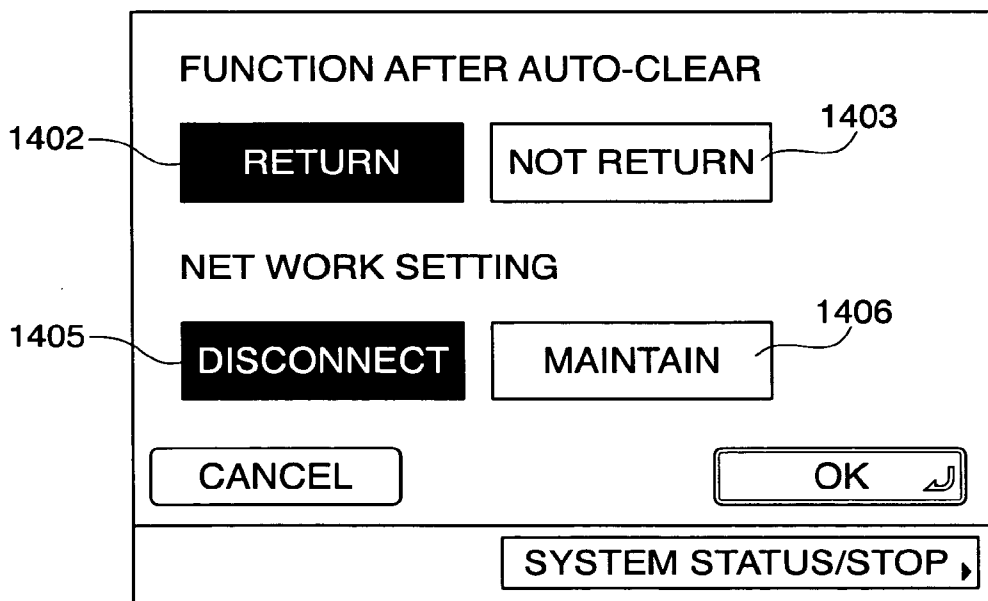 FUNCTION AFTER AUTO-CLEAR
1402 RETURN NOT RETURN 1403
NET WORK SETTING
1405 DISCONNECT MAINTAIN 1406
CANCEL OK
SYSTEM STATUS/STOP